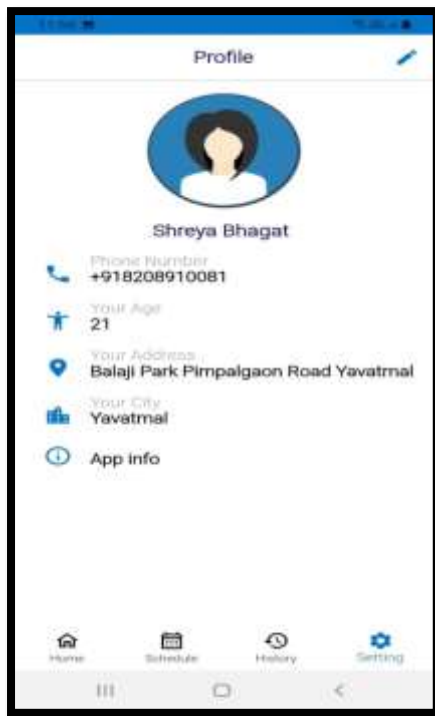 Profile
Shreya Bhagat
Phone Number
+918208910081
Your Age
21
Your Address
Balaji Park Pimpalgaon Road Yavatmal
Your City
Yavatmal
App Info
Home Schedule History Setting